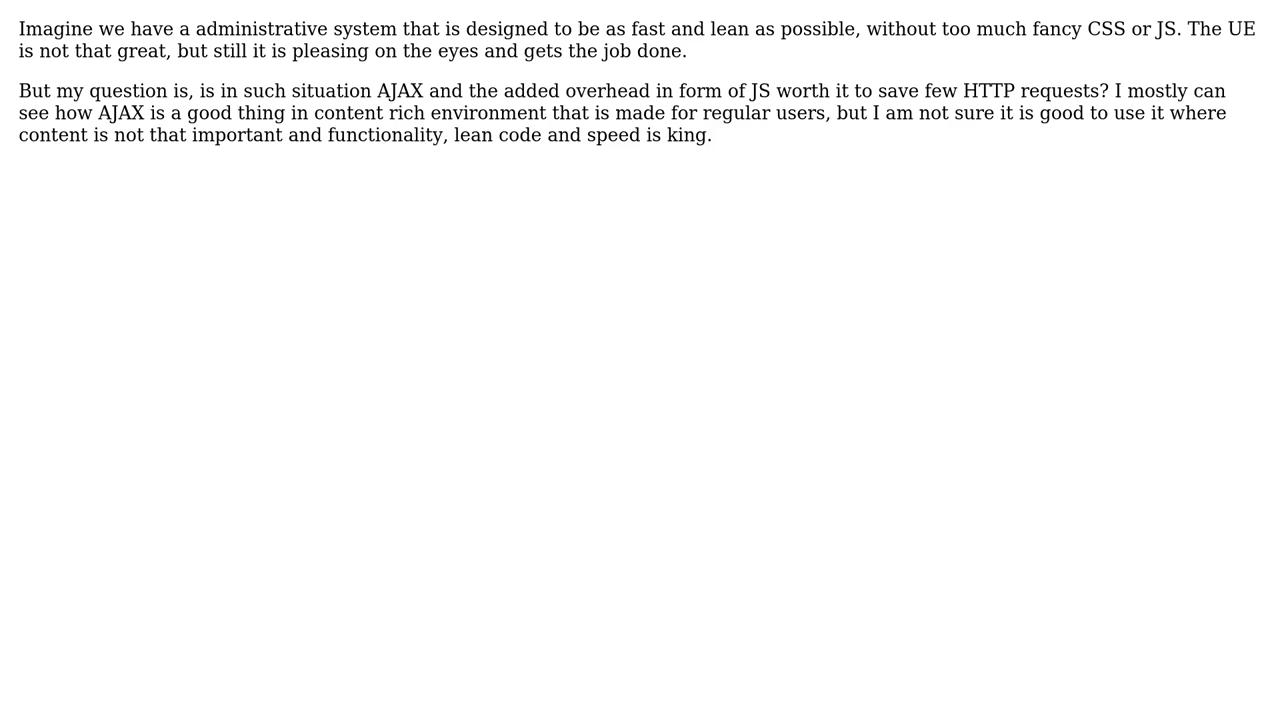 Imagine we have a administrative system that is designed to be as fast and lean as possible, without too much fancy CSS or JS. The UE
is not that great, but still it is pleasing on the eyes and gets the job done.
But my question is, is in such situation AJAX and the added overhead in form of JS worth it to save few HTTP requests? I mostly can
see how AJAX is a good thing in content rich environment that is made for regular users, but I am not sure it is good to use it where
content is not that important and functionality, lean code and speed is king.